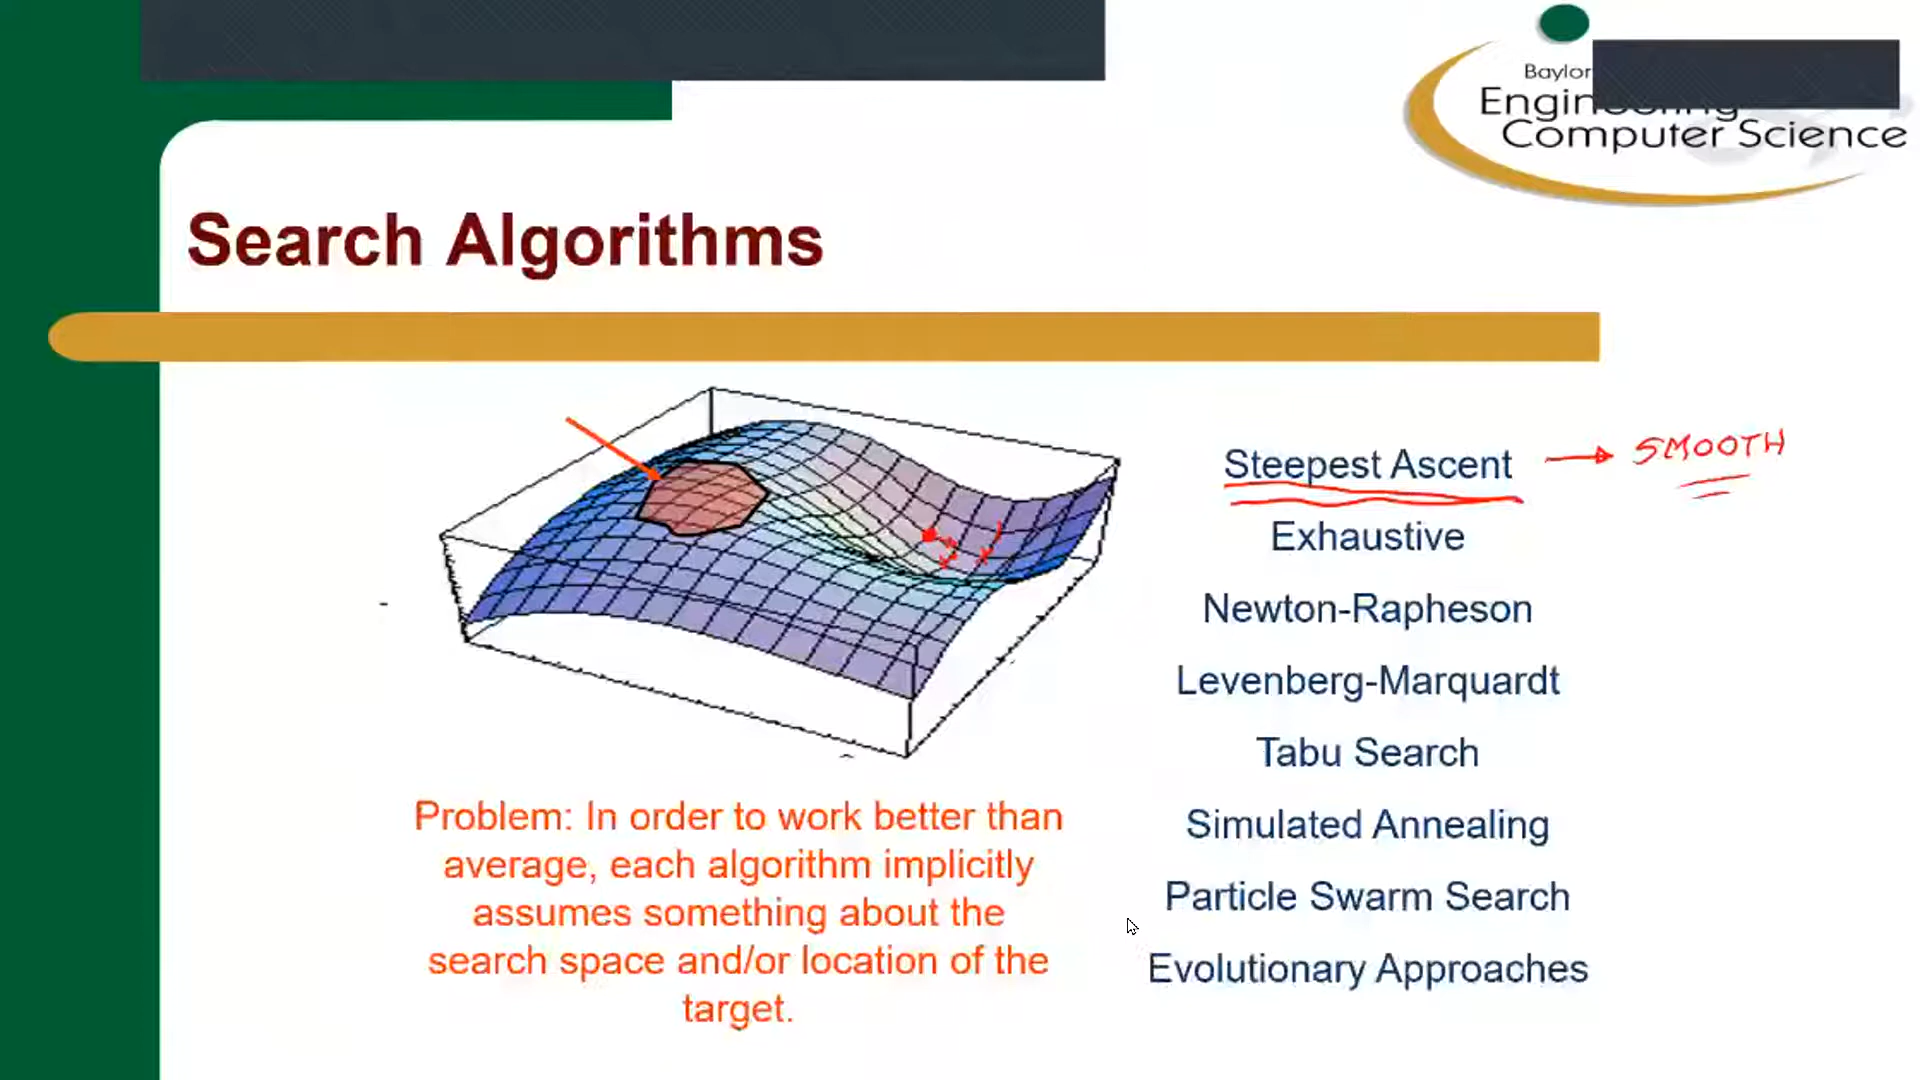 Baylor
Computer Science
Search Algorithms
Steepest Ascent → SMOOTH
Exhaustive
Newton-Rapheson
Levenberg-Marquardt
Tabu Search
Simulated Annealing
Particle Swarm Search
Evolutionary Approaches
Problem: In order to work better than
average, each algorithm implicitly
assumes something about the
search space and/or location of the
target.